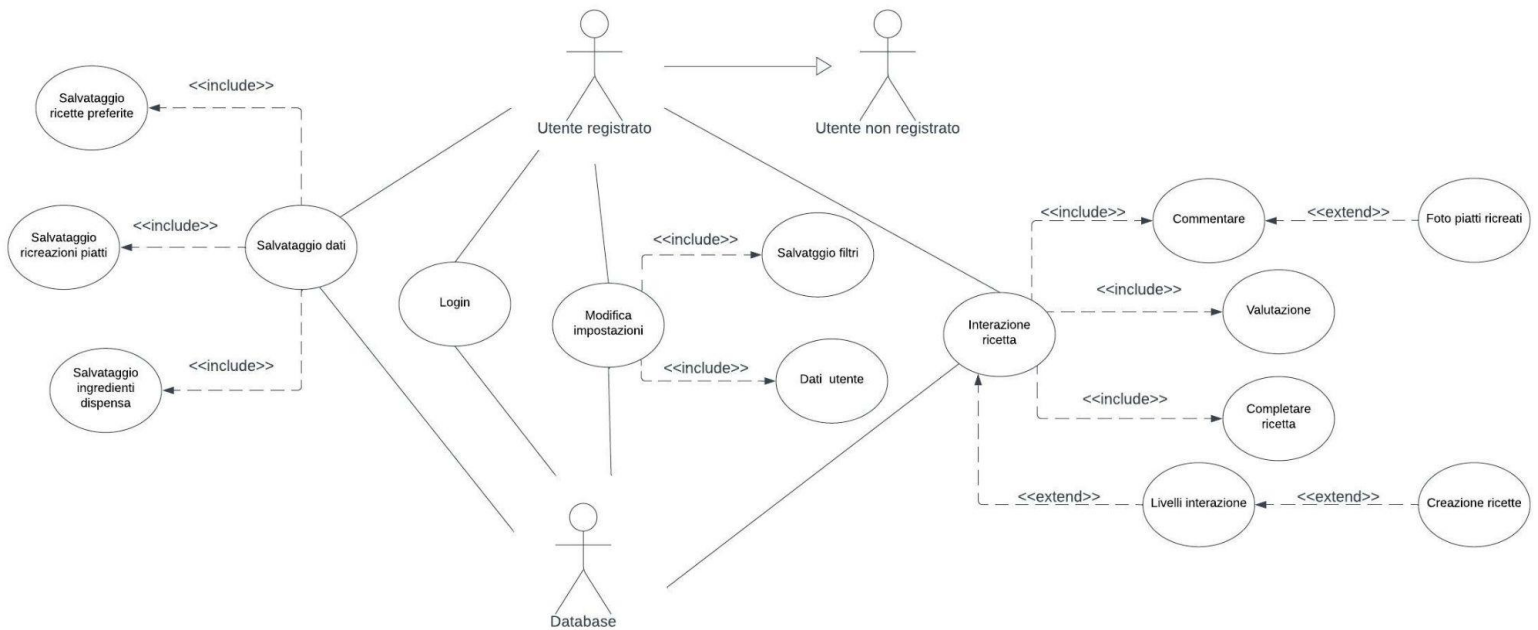 Utente registrato
Utente non registrato
<<include>>
Salvataggio
ricette preferite
<<include>>
Salvataggio
ricreazioni piatti
Salvataggio dati
<<include>>
Salvataggio
ingredienti
dispensa
Login
Modifica
impostazioni
<<include>>
Salvatggio filtri
<<include>>
Dati utente
Interazione
ricetta
<<include>>
Commentare
<<extend>>
Foto piatti ricreati
<<include>>
Valutazione
<<include>>
Completare
ricetta
<<extend>>
Livelli interazione
<<extend>>
Creazione ricette
Database